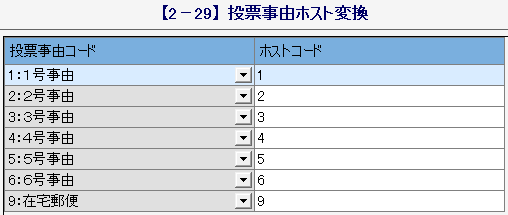 【2-29】投票事由ホスト変換
投票事由コード ホストコード
1:1号事由 1
2:2号事由 2
3:3号事由 3
4:4号事由 4
5:5号事由 5
6:6号事由 6
9:在宅郵便 9